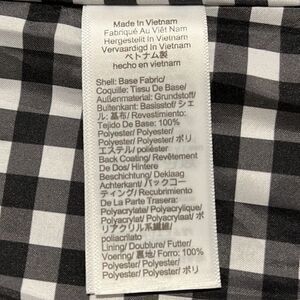 Made In Vietnam
Fabriqué Au Viêt Nam
Hergestellt in Vietnam
Vervaardigd In Vietnam
ベトナム製
hecho en vietnam
Shell: Base Fabric/
Coquille: Tissu De Base/
Außenmaterial: Grundstoff/
Buitenkant: Basisstof/ シェ
ル: 基布/ Revestimiento:
Tejido De Base: 100%
Polyester/ Polyester/
Polyester/ Polyester/ ポリ
エステル/ poliéster
Back Coating/ Revêtement
De Dos/ Hintere
Beschichtung/ Deklaag
Achterkant/ バックコー
ティング/ Recubrimiento
De La Parte Trasera:
Polyacrylate/ Polyacrylique/
Polyacrylat/ Polyacrylaat/ ポ
リアクリル系繊維/
poliacrilato
Lining/ Doublure/ Futter/
Voering/ 裏地/ Forro: 100%
Polyester/ Polyester/
Polyester/ Polyester/ ポリ